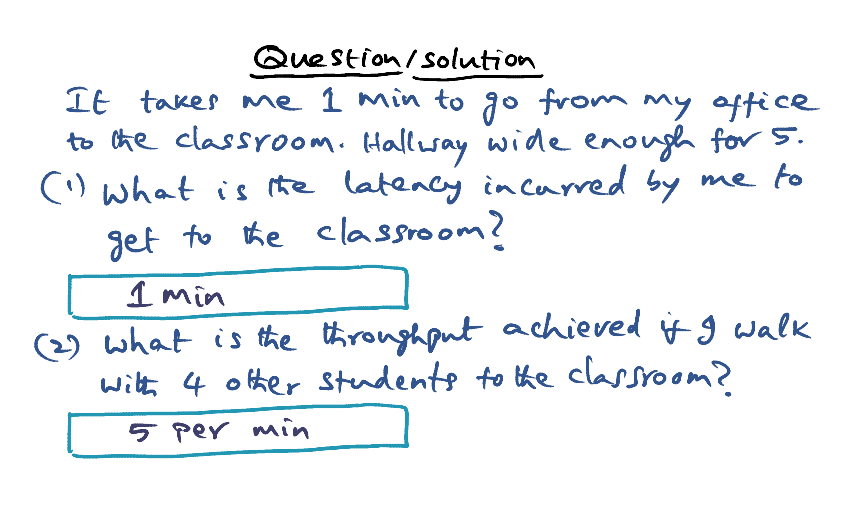 Question/solution
It takes me 1 min to go from my office
to the classroom. Hallway wide enough for 5.
(1) What is the latency incurred by me to
get to the classroom?
1 min
(2) What is the throughput achieved if I walk
with 4 other students to the classroom?
5 per min